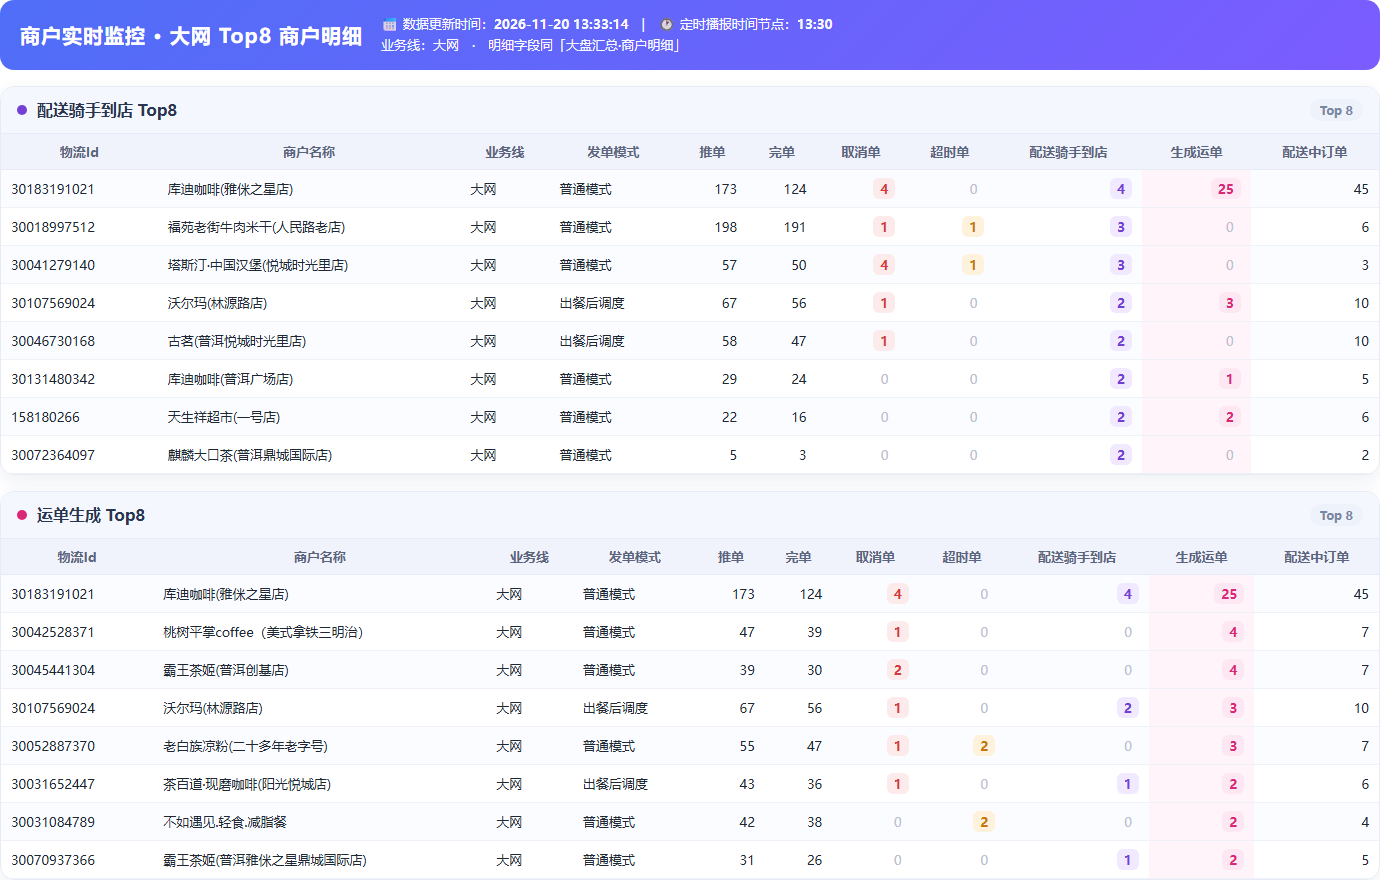 商户实时监控 · 大网 Top8 商户明细
数据更新时间：2026-11-20 13:33:14 | 定时播报时间节点：13:30
业务线：大网 · 明细字段同「大盘汇总·商户明细」
配送骑手到店 Top8 Top 8
物流Id 商户名称 业务线 发单模式 推单 完单 取消单 超时单 配送骑手到店 生成运单 配送中订单
30183191021 库迪咖啡(雅侎之星店) 大网 普通模式 173 124 4 0 4 25 45
30018997512 福苑老街牛肉米干(人民路老店) 大网 普通模式 198 191 1 1 3 0 6
30041279140 塔斯汀·中国汉堡(悦城时光里店) 大网 普通模式 57 50 4 1 3 0 3
30107569024 沃尔玛(林源路店) 大网 出餐后调度 67 56 1 0 2 3 10
30046730168 古茗(普洱悦城时光里店) 大网 出餐后调度 58 47 1 0 2 0 10
30131480342 库迪咖啡(普洱广场店) 大网 普通模式 29 24 0 0 2 1 5
158180266 天生祥超市(一号店) 大网 普通模式 22 16 0 0 2 2 6
30072364097 麒麟大口茶(普洱鼎城国际店) 大网 普通模式 5 3 0 0 2 0 2
运单生成 Top8 Top 8
物流Id 商户名称 业务线 发单模式 推单 完单 取消单 超时单 配送骑手到店 生成运单 配送中订单
30183191021 库迪咖啡(雅侎之星店) 大网 普通模式 173 124 4 0 4 25 45
30042528371 桃树平掌coffee（美式拿铁三明治） 大网 普通模式 47 39 1 0 0 4 7
30045441304 霸王茶姬(普洱创基店) 大网 普通模式 39 30 2 0 0 4 7
30107569024 沃尔玛(林源路店) 大网 出餐后调度 67 56 1 0 2 3 10
30052887370 老白族凉粉(二十多年老字号) 大网 普通模式 55 47 1 2 0 3 7
30031652447 茶百道·现磨咖啡(阳光悦城店) 大网 出餐后调度 43 36 1 0 1 2 6
30031084789 不如遇见.轻食.减脂餐 大网 普通模式 42 38 0 2 0 2 4
30070937366 霸王茶姬(普洱雅侎之星鼎城国际店) 大网 普通模式 31 26 0 0 1 2 5